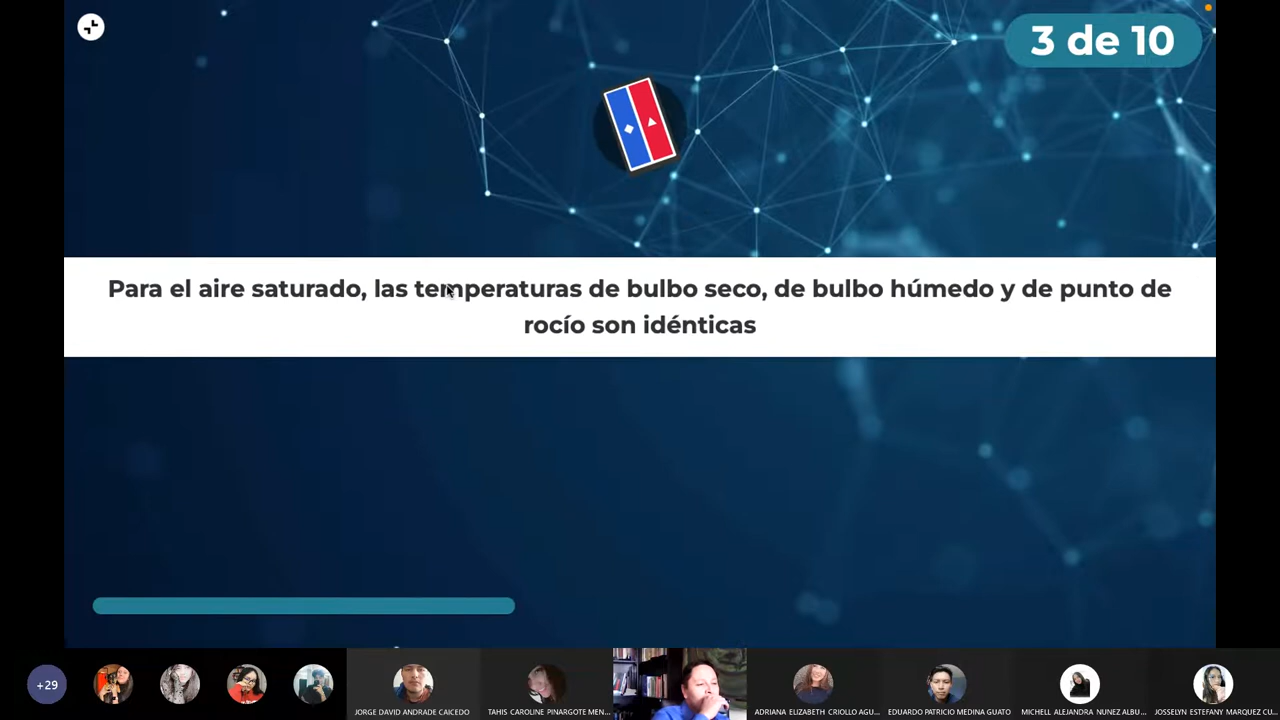 3 de 10
Para el aire saturado, las temperaturas de bulbo seco, de bulbo húmedo y de punto de
rocío son idénticas
+29
JORGE DAVID ANDRADE CAICEDO
TAHIS CAROLINE PINARGOTE MEN...
ADRIANA ELIZABETH CRIOLLO AGU...
EDUARDO PATRICIO MEDINA GUATO
MICHELL ALEJANDRA NUNEZ ALBU...
JOSSELYN ESTEFANY MARQUEZ CU...